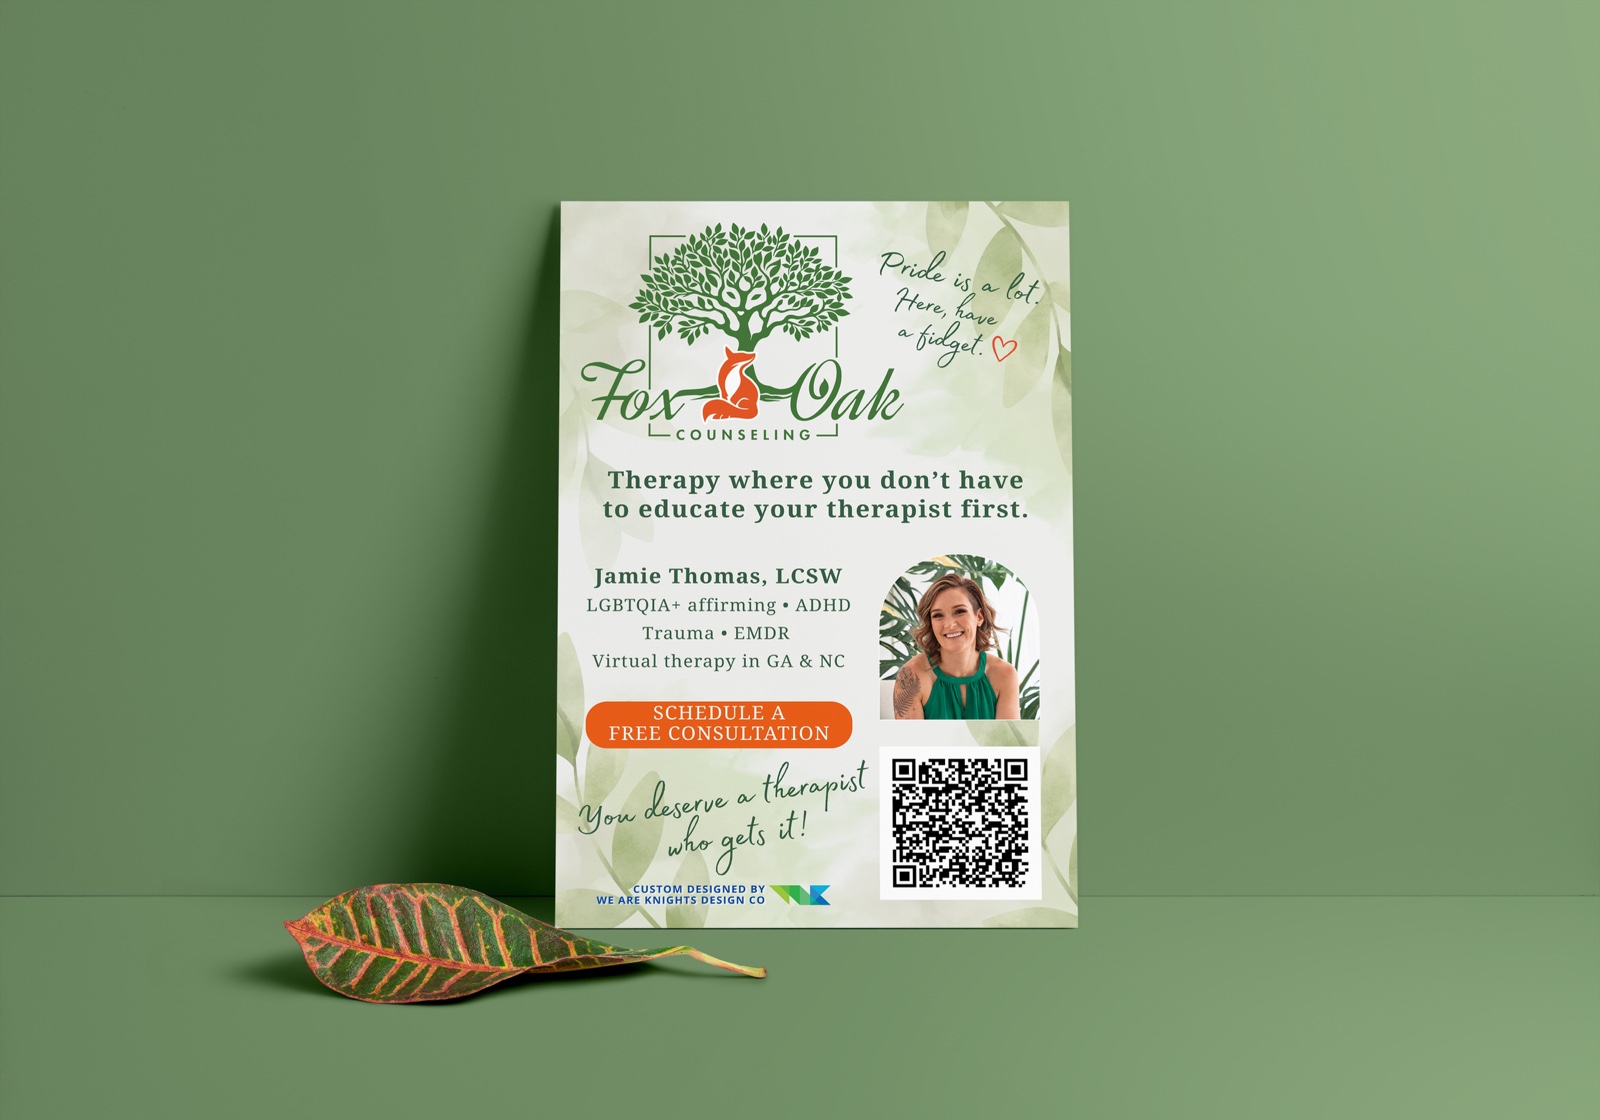 Pride is a lot!
Here, have
a fidget.
Fox Oak
COUNSELING
Therapy where you don’t have
to educate your therapist first.
Jamie Thomas, LCSW
LGBTQIA+ affirming • ADHD
Trauma • EMDR
Virtual therapy in GA & NC
SCHEDULE A
FREE CONSULTATION
You deserve a therapist
who gets it!
CUSTOM DESIGNED BY
WE ARE KNIGHTS DESIGN CO